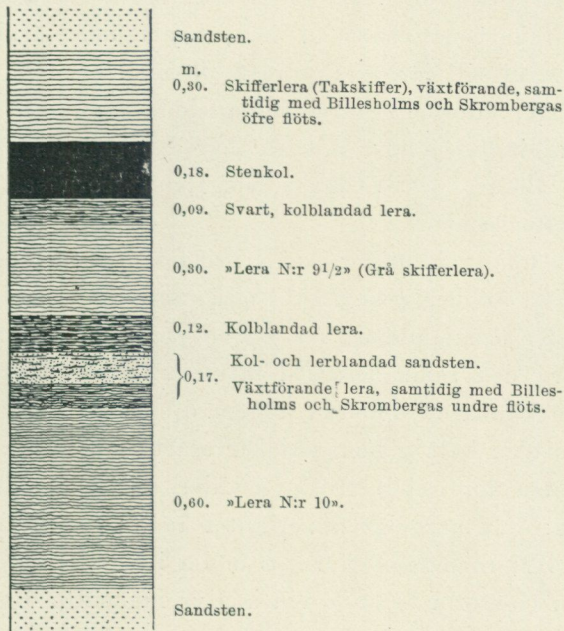 Sandsten.
m.
0,30. Skifferlera (Takskiffer), växtförande, sam-
tidig med Billesholms och Skrombergas
öfre flöts.
0,18. Stenkol.
0,09. Svart, kolblandad lera.
0,30. »Lera N:r 9 1/2» (Grå skifferlera).
0,12. Kolblandad lera.
Kol- och lerblandad sandsten.
0,17.
Växtförande lera, samtidig med Billes-
holms och Skrombergas undre flöts.
0,60. »Lera N:r 10».
Sandsten.